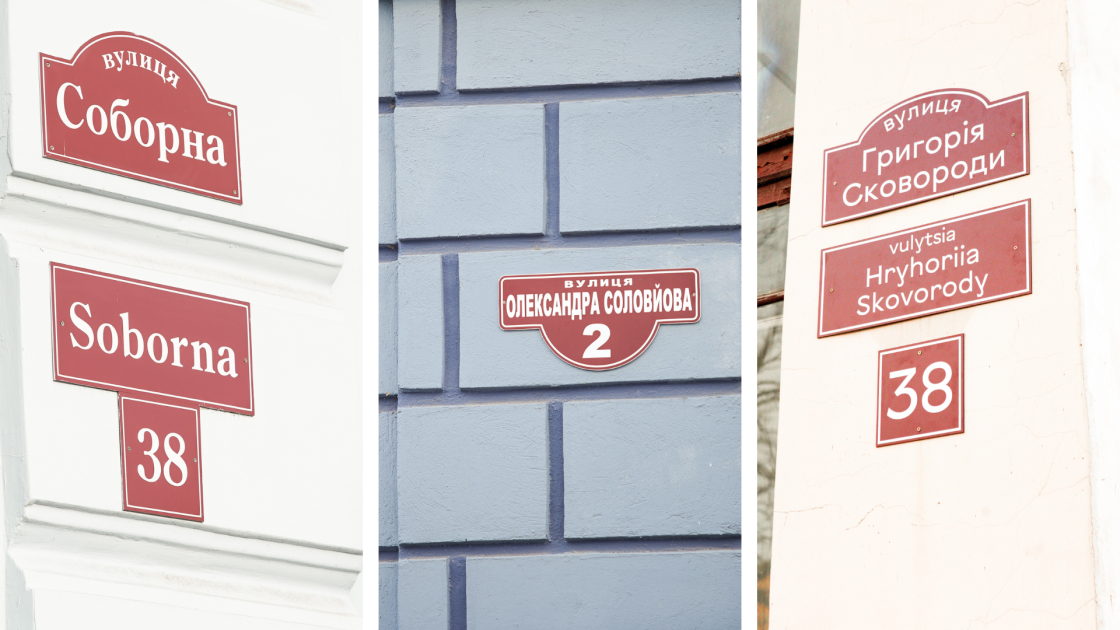 вулиця
Соборна
Soborna
38
ВУЛИЦЯ
ОЛЕКСАНДРА СОЛОВЙОВА
2
вулиця
Григорія
Сковороди
vulytsia
Hryhoriia
Skovorody
38